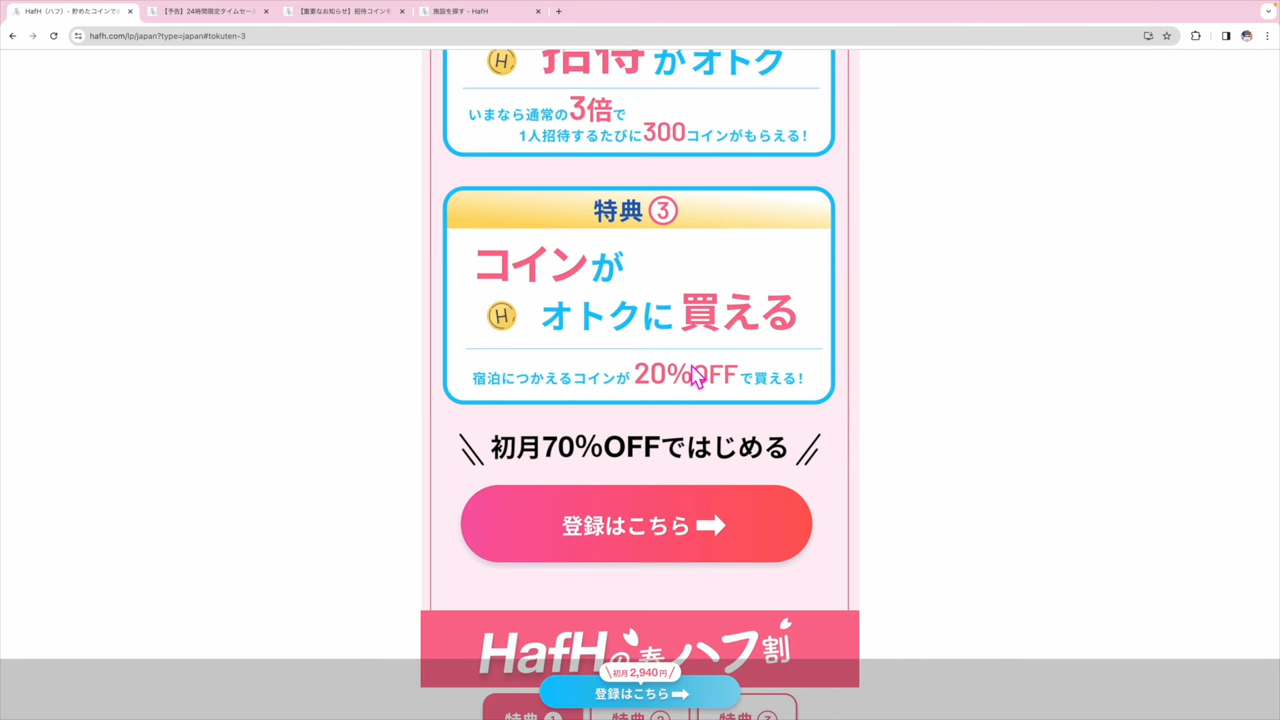 HafH（ハフ）- 貯めたコインで
【予告】24時間限定タイムセール
【重要なお知らせ】招待コインモ
施設を探す - HafH
hafh.com/lp/japan?type=japan#tokuten-3
H 招待がオトク
いまなら通常の3倍で
1人招待するたびに300コインがもらえる！
特典③
コインが
H オトクに買える
宿泊につかえるコインが20%OFFで買える！
初月70%OFFではじめる
登録はこちら
HafHの春ハフ割
初月2,940円
登録はこちら
特典① 特典② 特典③